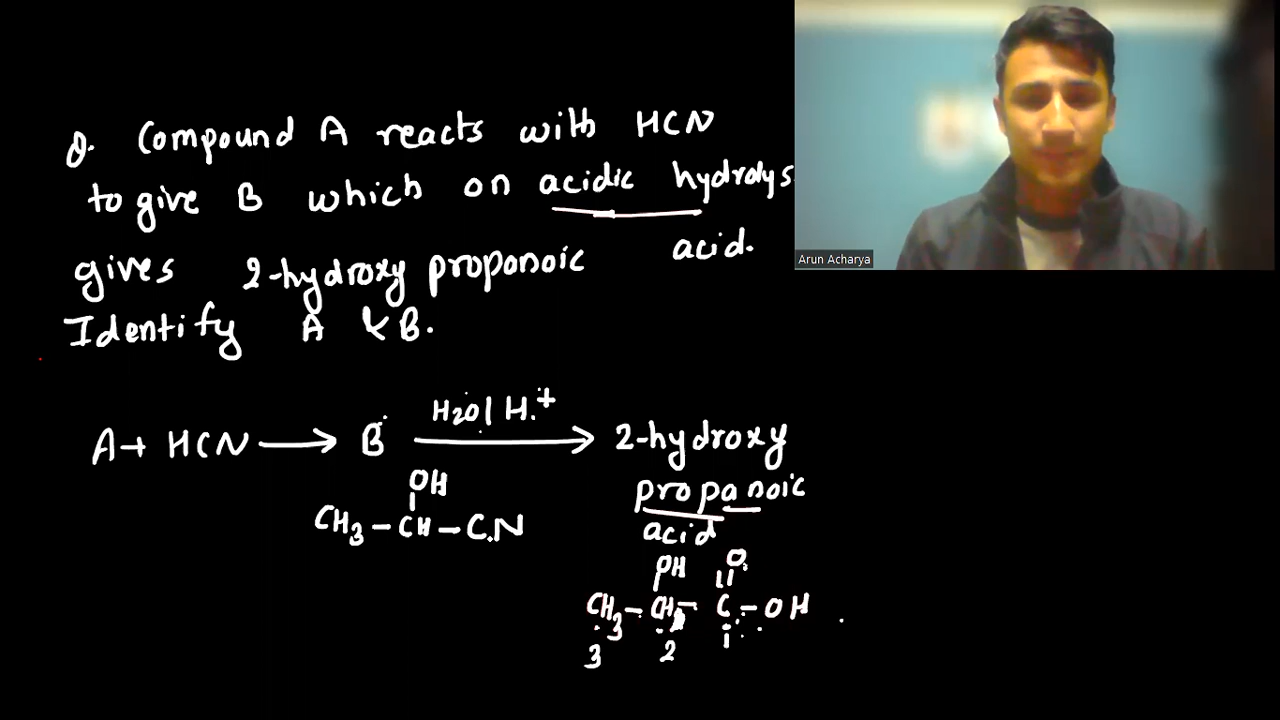 Q. Compound A reacts with HCN
to give B which on acidic hydrolys
gives 2-hydroxy propanoic acid.
Identify A & B.
Arun Acharya
A + HCN ⟶ B H2O/H+ ⟶ 2-hydroxy
propanoic
acid
OH
CH3 - CH - CN
OH O
CH3 - CH - C - OH
3 2 1